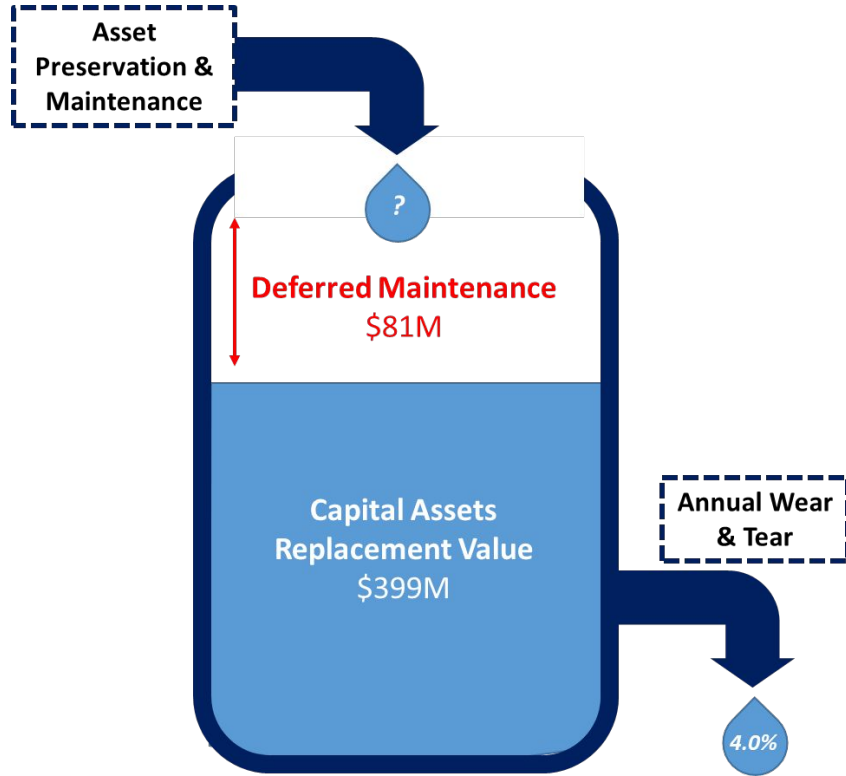 Asset
Preservation &
Maintenance
?
Deferred Maintenance
$81M
Capital Assets
Replacement Value
$399M
Annual Wear
& Tear
4.0%